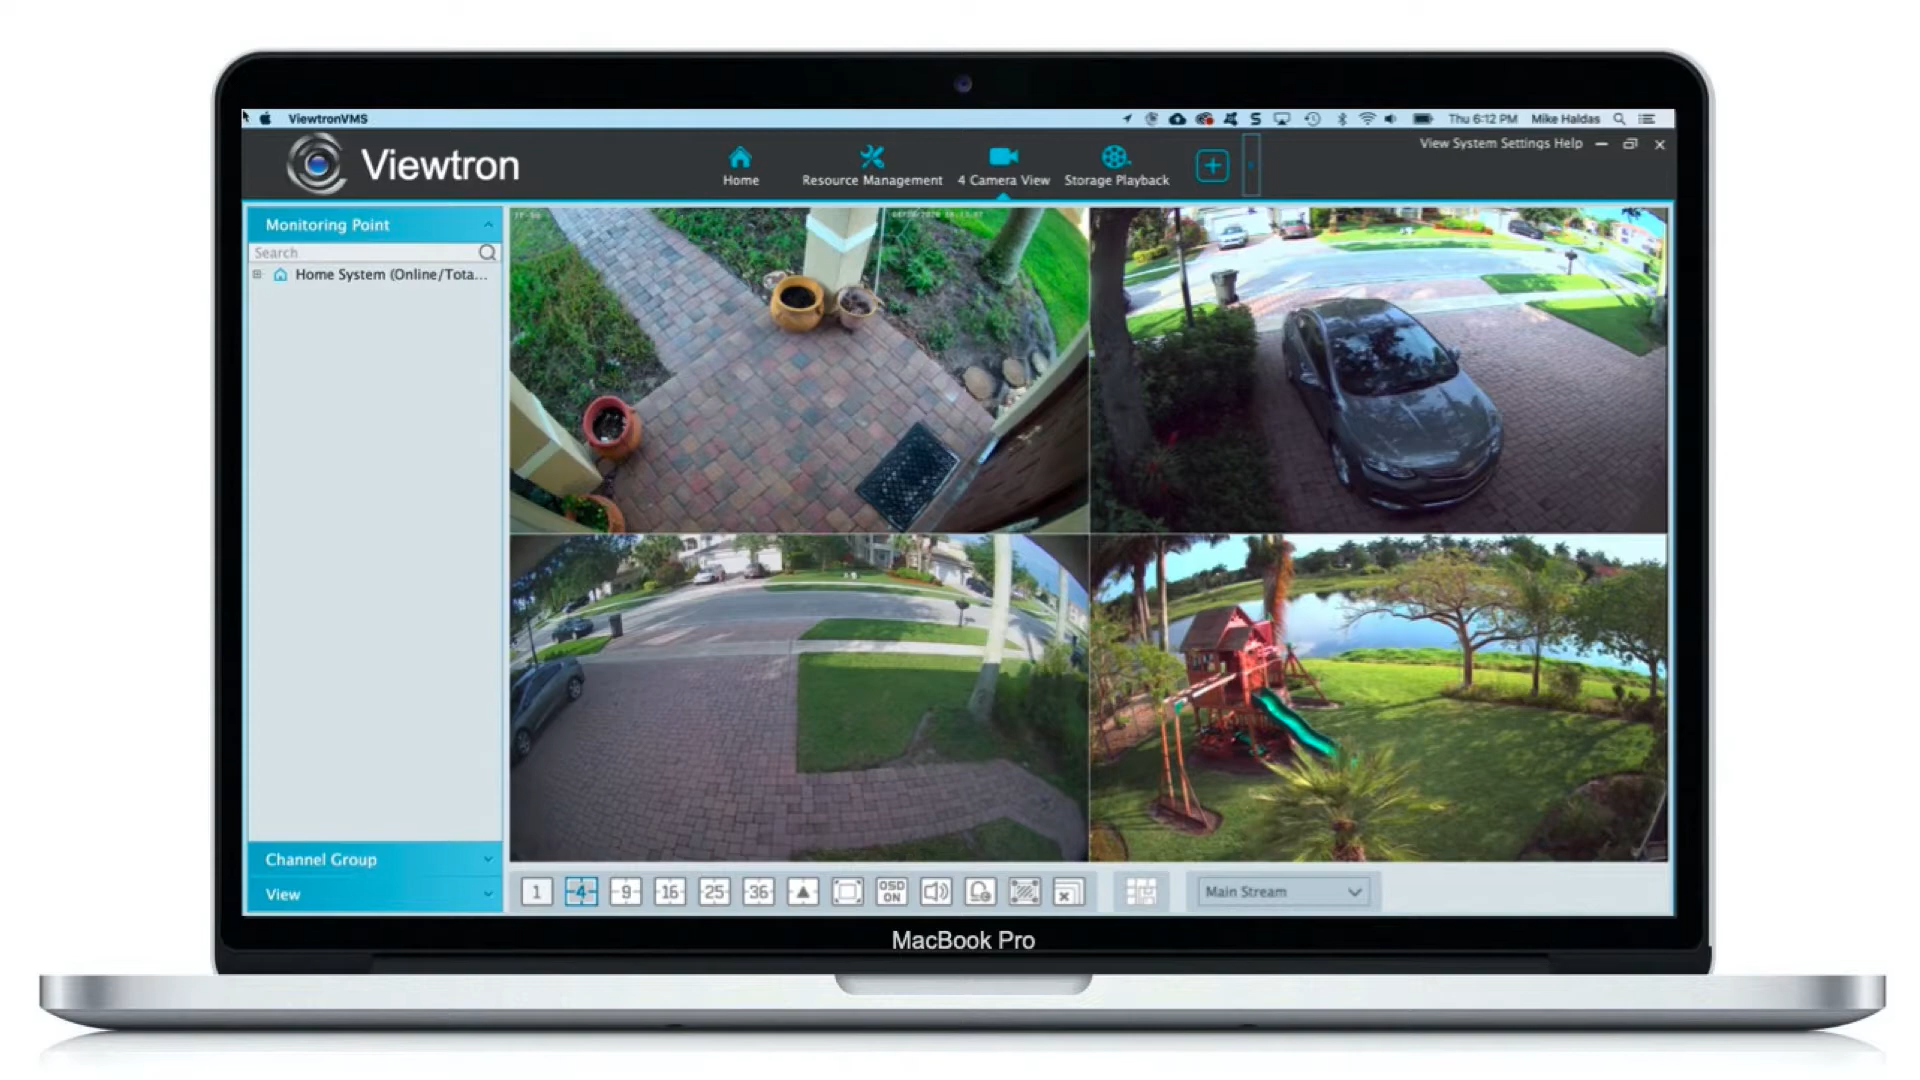 ViewtronVMS
Thu 6:12 PM Mike Haldas
Viewtron
Home
Resource Management
4 Camera View
Storage Playback
View System Settings Help
Monitoring Point
Search
Home System (Online/Tota...
Channel Group
View
1 4 9 16 25 36
OSD
ON
Main Stream
MacBook Pro